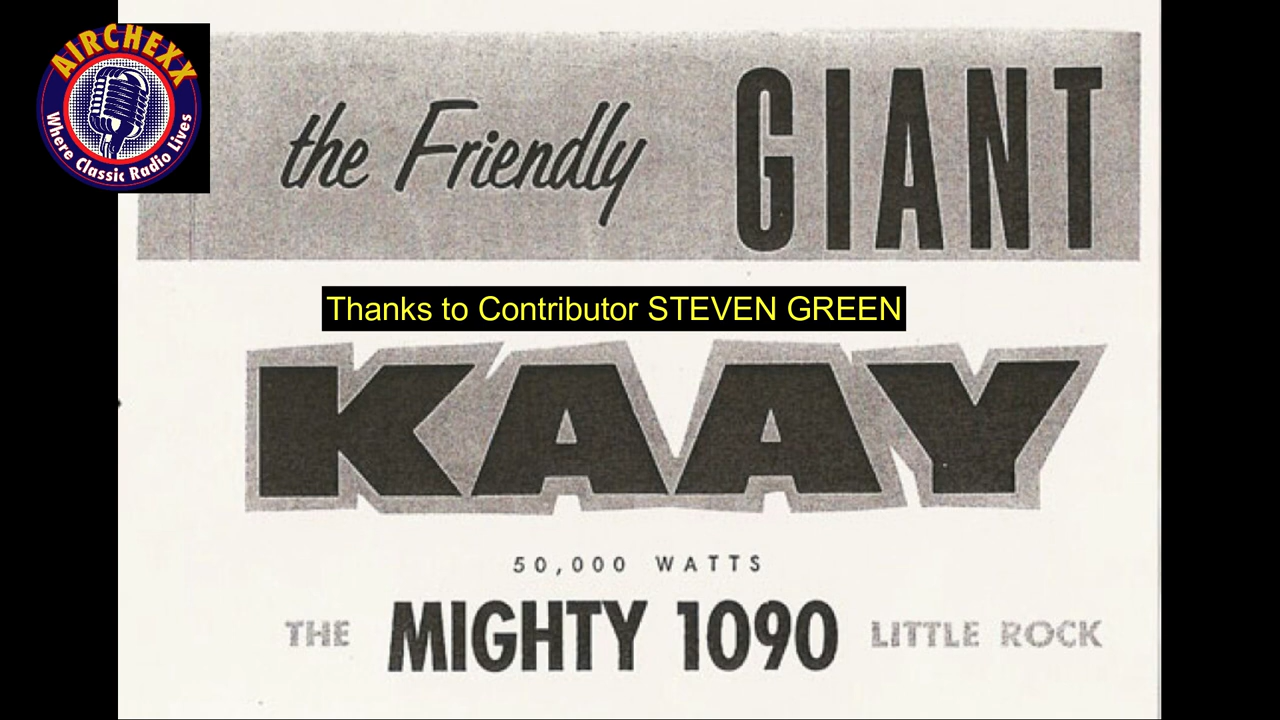 AIRCHEXX
Where Classic Radio Lives
the Friendly GIANT
Thanks to Contributor STEVEN GREEN
KAAY
50,000 WATTS
THE MIGHTY 1090 LITTLE ROCK